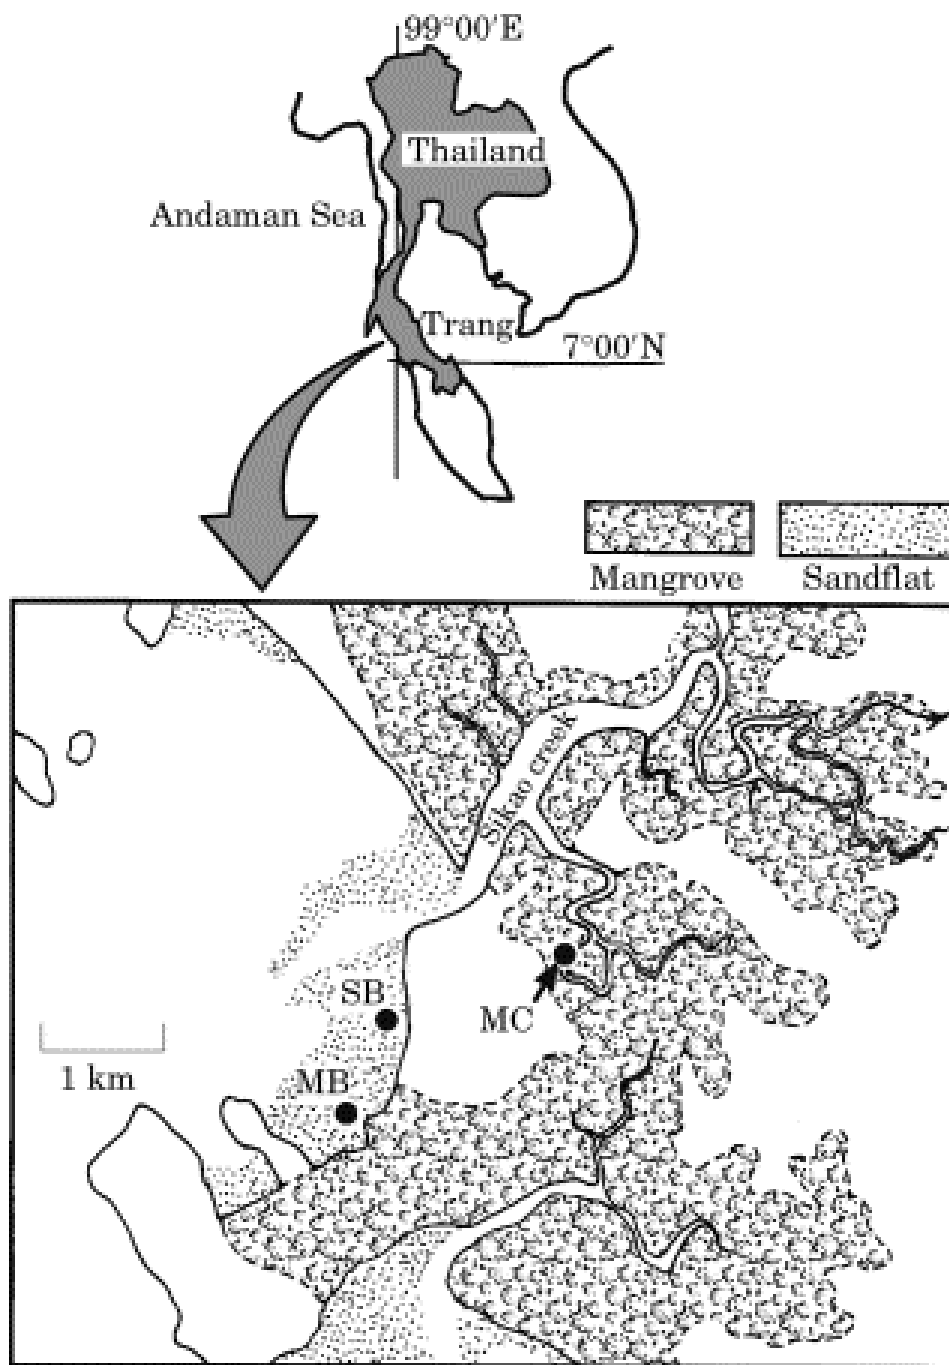 99°00′E
Thailand
Andaman Sea
Trang
7°00′N
Mangrove
Sandflat
Sikao creek
SB
MC
1 km
MB